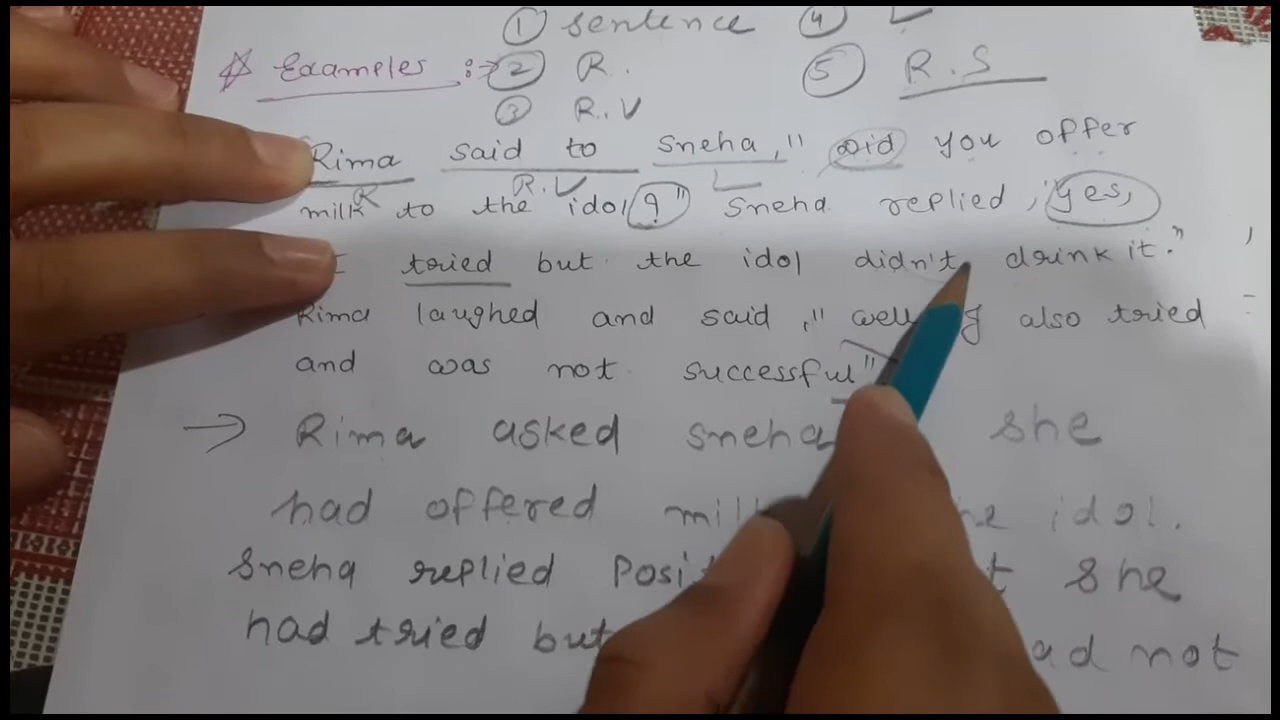 ① sentence ④ L
☆ Examples :→ ② R. ⑤ R.S
③ R.V
Rima said to Sneha," Did you offer
R R.V L
milk to the idol?" Sneha replied, "Yes,
I tried but the idol didn't drink it."
Rima laughed and said ," well I also tried
and was not successful"
→ Rima asked sneha she
had offered idol.
Sneha replied she
had tried but not